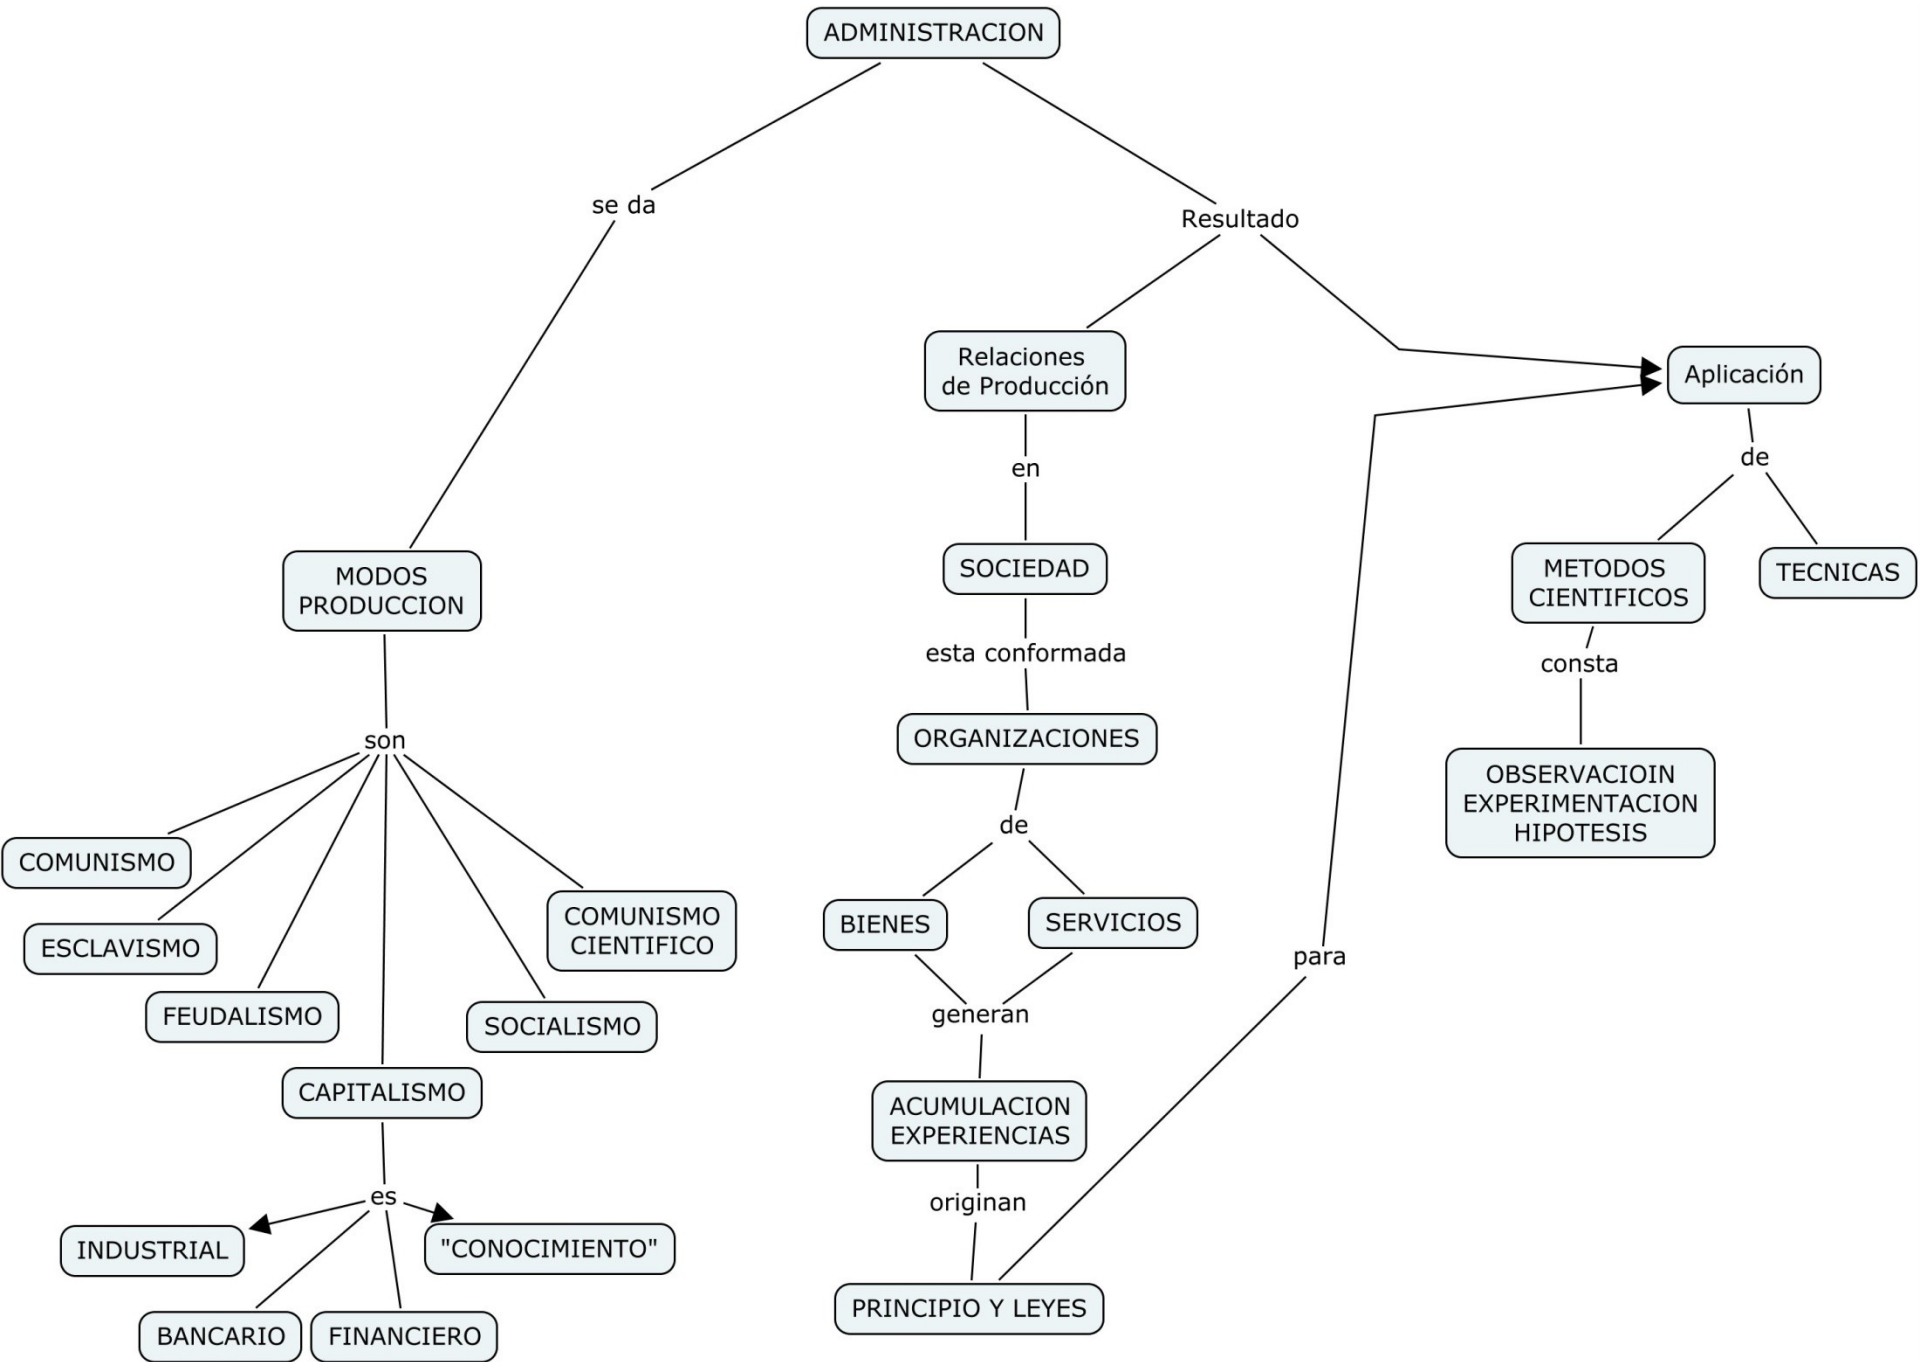 ADMINISTRACION
se da
Resultado
Relaciones
de Producción
Aplicación
en
de
MODOS
PRODUCCION
SOCIEDAD
METODOS
CIENTIFICOS
TECNICAS
esta conformada
consta
son
ORGANIZACIONES
OBSERVACIOIN
EXPERIMENTACION
HIPOTESIS
de
COMUNISMO
ESCLAVISMO
COMUNISMO
CIENTIFICO
BIENES
SERVICIOS
para
FEUDALISMO
SOCIALISMO
generan
CAPITALISMO
ACUMULACION
EXPERIENCIAS
es
originan
INDUSTRIAL
"CONOCIMIENTO"
BANCARIO
FINANCIERO
PRINCIPIO Y LEYES